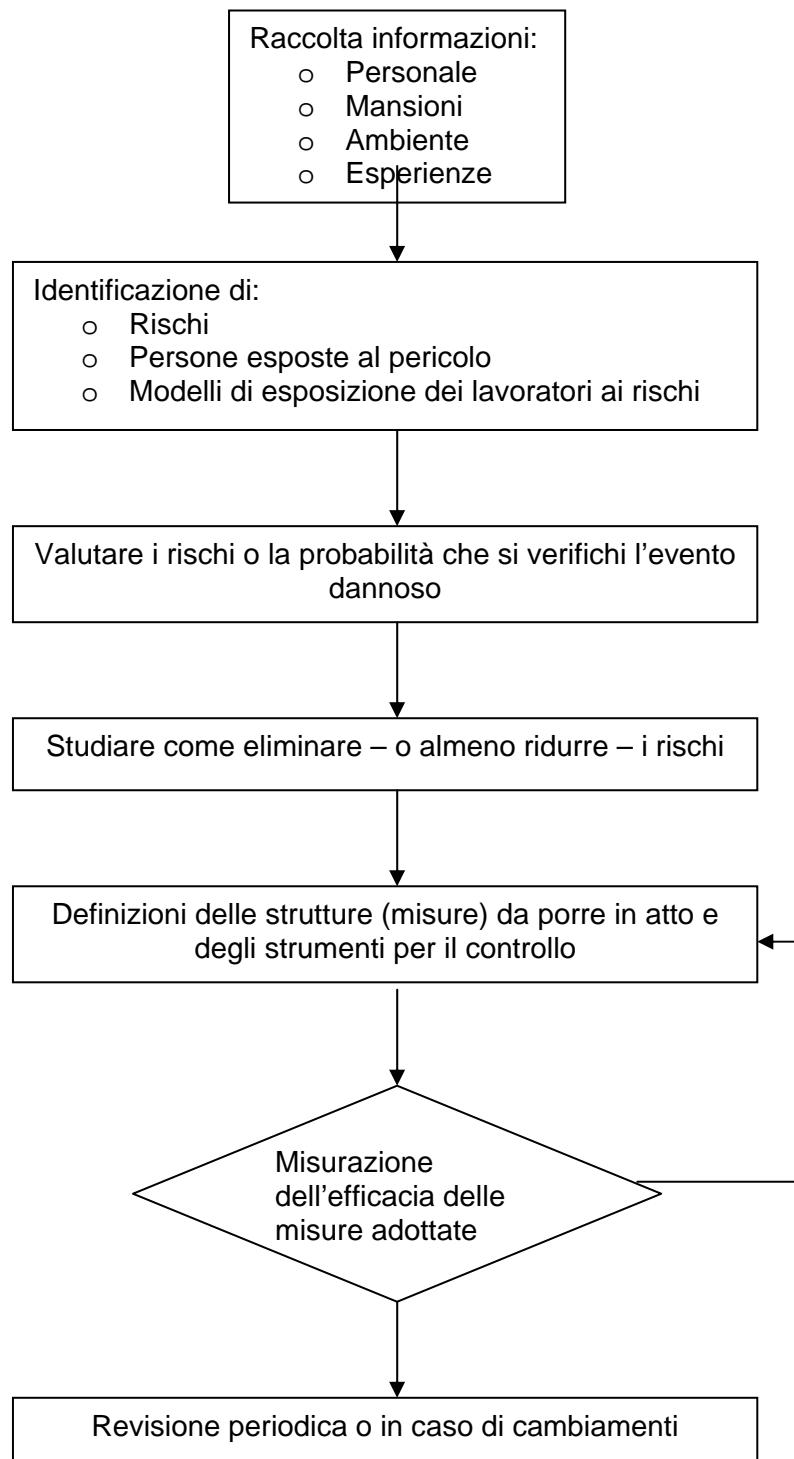 Raccolta informazioni:
o Personale
o Mansioni
o Ambiente
o Esperienze
Identificazione di:
o Rischi
o Persone esposte al pericolo
o Modelli di esposizione dei lavoratori ai rischi
Valutare i rischi o la probabilità che si verifichi l’evento
dannoso
Studiare come eliminare – o almeno ridurre – i rischi
Definizioni delle strutture (misure) da porre in atto e
degli strumenti per il controllo
Misurazione
dell’efficacia delle
misure adottate
Revisione periodica o in caso di cambiamenti